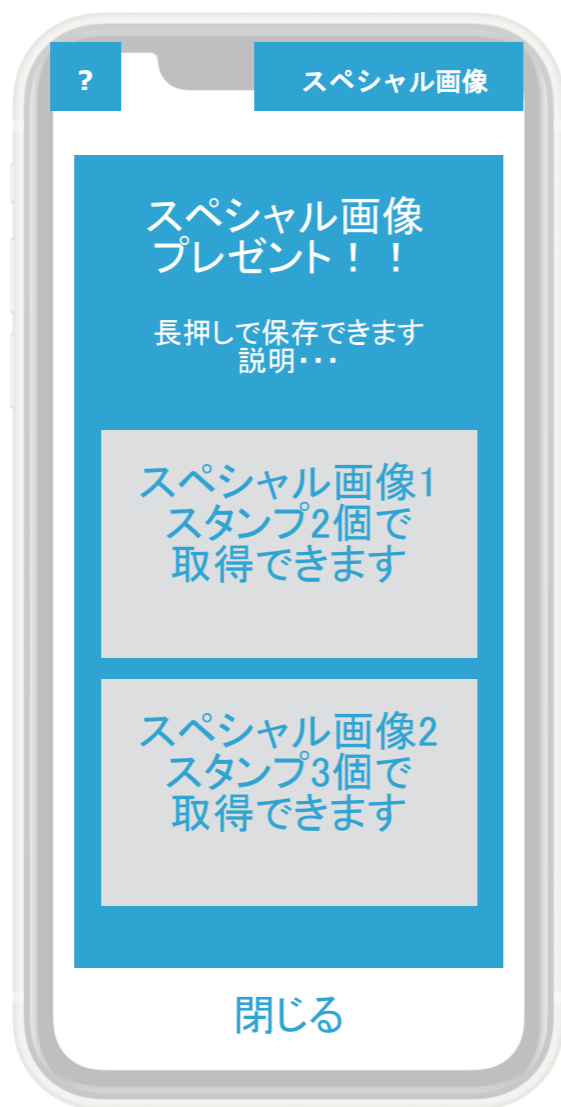 ?
スペシャル画像
スペシャル画像
プレゼント！！
長押しで保存できます
説明・・・
スペシャル画像1
スタンプ2個で
取得できます
スペシャル画像2
スタンプ3個で
取得できます
閉じる